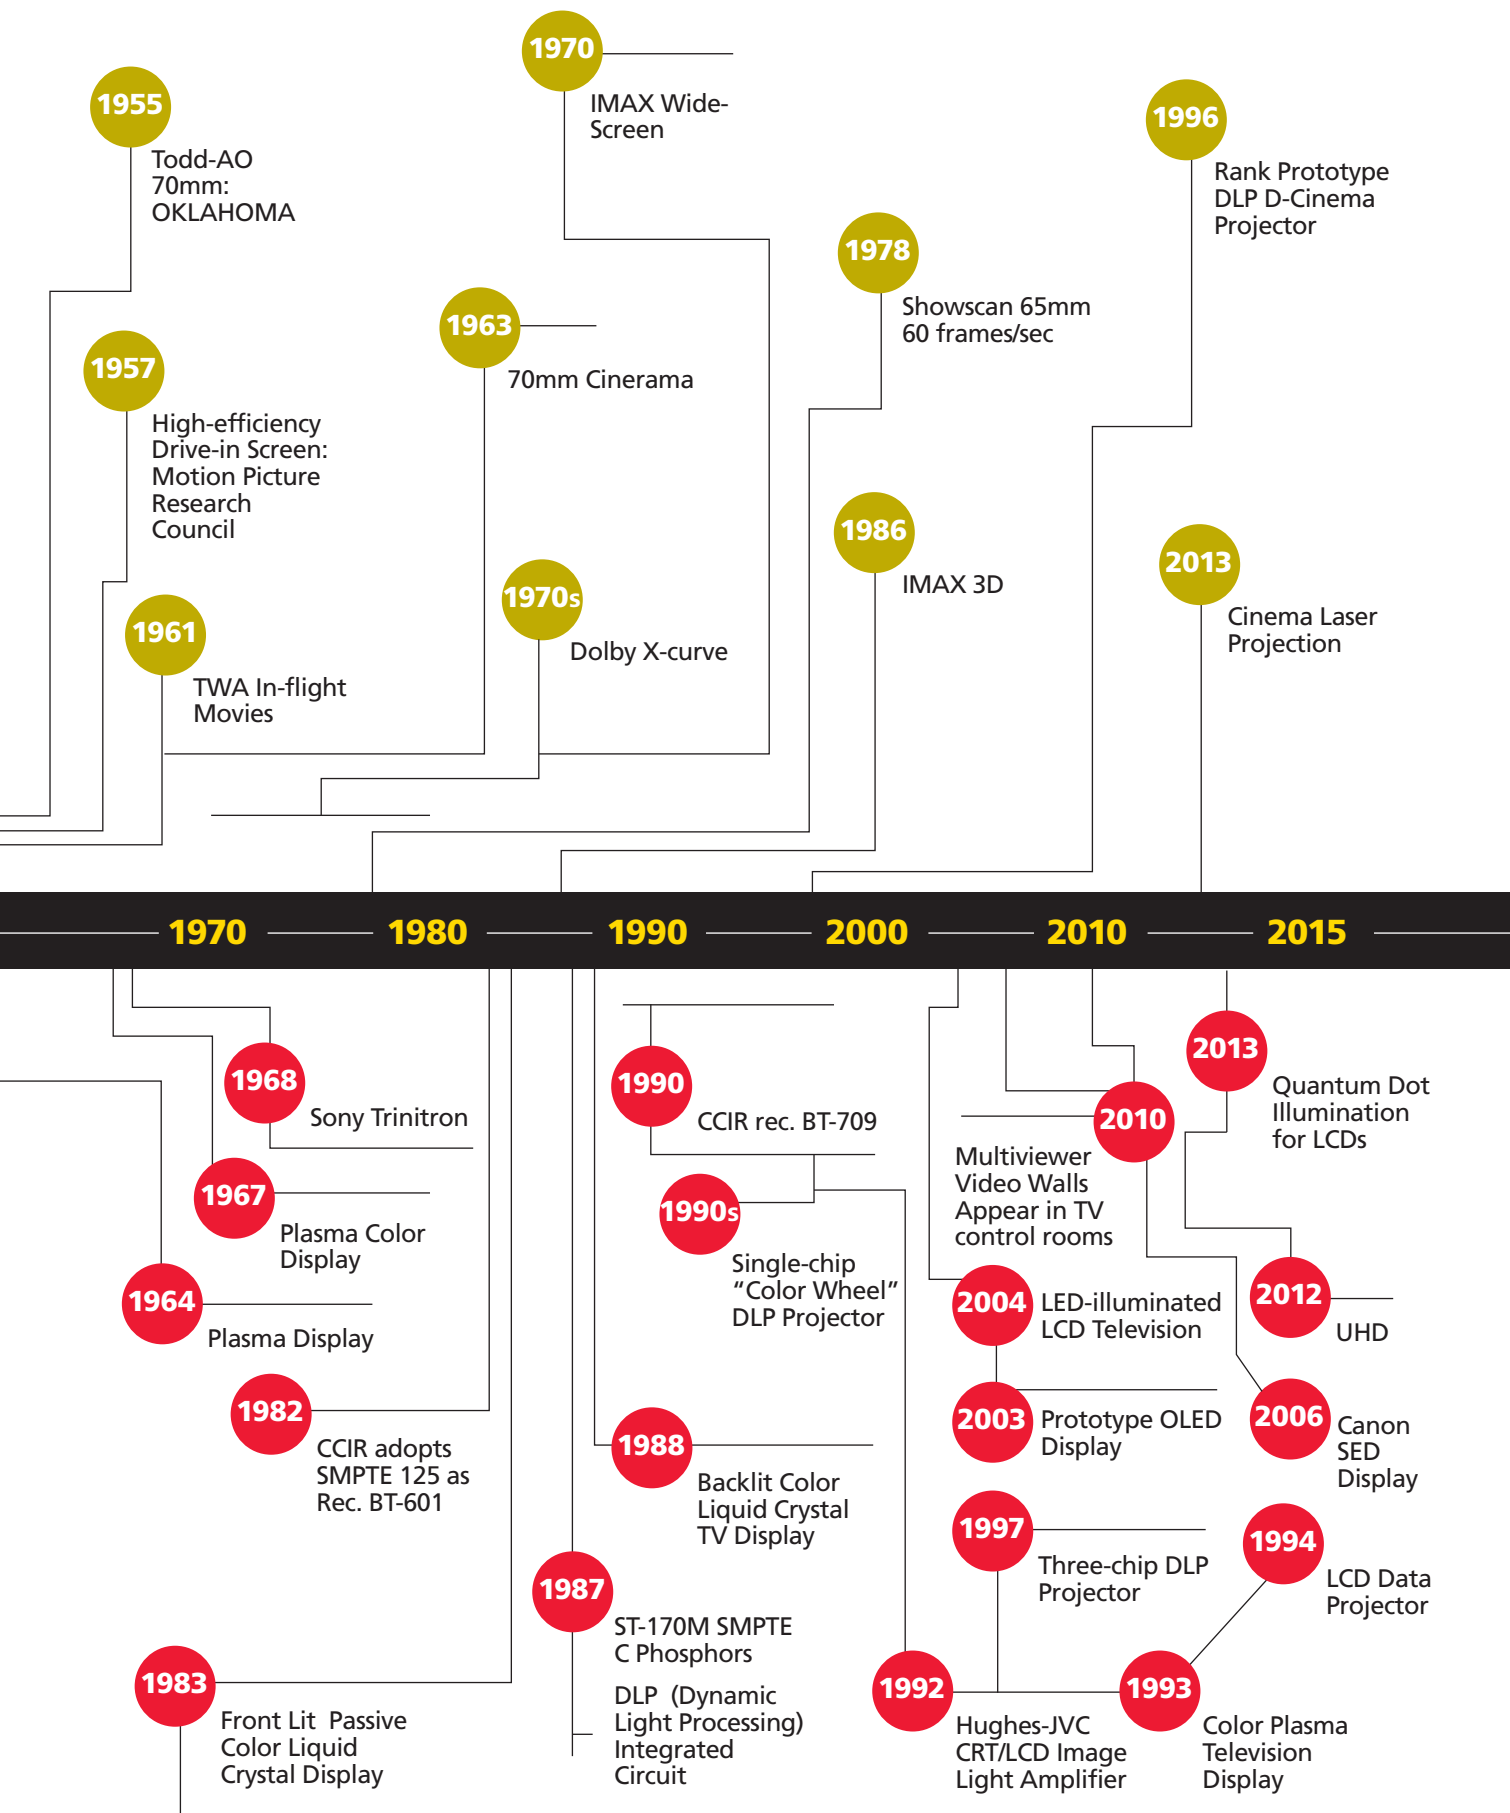 1970
IMAX Wide-
Screen
1955
Todd-AO
70mm:
OKLAHOMA
1996
Rank Prototype
DLP D-Cinema
Projector
1978
Showscan 65mm
60 frames/sec
1963
70mm Cinerama
1957
High-efficiency
Drive-in Screen:
Motion Picture
Research
Council
1986
IMAX 3D
2013
Cinema Laser
Projection
1970s
Dolby X-curve
1961
TWA In-flight
Movies
1970
1980
1990
2000
2010
2015
1968
Sony Trinitron
1967
Plasma Color
Display
1964
Plasma Display
1982
CCIR adopts
SMPTE 125 as
Rec. BT-601
1983
Front Lit  Passive
Color Liquid
Crystal Display
1990
CCIR rec. BT-709
1990s
Single-chip
“Color Wheel”
DLP Projector
1988
Backlit Color
Liquid Crystal
TV Display
1987
ST-170M SMPTE
C Phosphors
DLP  (Dynamic
Light Processing)
Integrated
Circuit
2010
Multiviewer
Video Walls
Appear in TV
control rooms
2013
Quantum Dot
Illumination
for LCDs
2004
LED-illuminated
LCD Television
2012
UHD
2003
Prototype OLED
Display
2006
Canon
SED
Display
1997
Three-chip DLP
Projector
1994
LCD Data
Projector
1992
Hughes-JVC
CRT/LCD Image
Light Amplifier
1993
Color Plasma
Television
Display